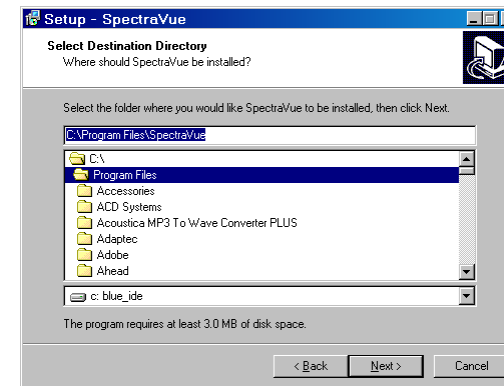 Setup - SpectraVue
Select Destination Directory
Where should SpectraVue be installed?
Select the folder where you would like SpectraVue to be installed, then click Next.
C:\Program Files\SpectraVue
C:\
Program Files
Accessories
ACD Systems
Acoustica MP3 To Wave Converter PLUS
Adaptec
Adobe
Ahead
c: blue_ide
The program requires at least 3.0 MB of disk space.
< Back
Next >
Cancel